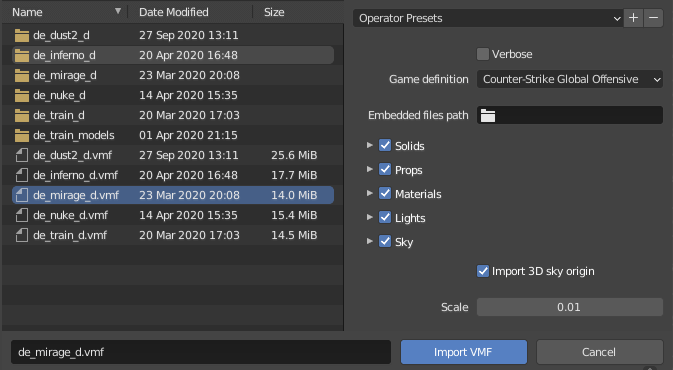 Name Date Modified Size
de_dust2_d 27 Sep 2020 13:11
de_inferno_d 20 Apr 2020 16:48
de_mirage_d 23 Mar 2020 20:08
de_nuke_d 14 Apr 2020 15:35
de_train_d 20 Mar 2020 17:03
de_train_models 01 Apr 2020 21:15
de_dust2_d.vmf 27 Sep 2020 13:11 25.6 MiB
de_inferno_d.vmf 20 Apr 2020 16:48 17.7 MiB
de_mirage_d.vmf 23 Mar 2020 20:08 14.0 MiB
de_nuke_d.vmf 14 Apr 2020 15:35 15.4 MiB
de_train_d.vmf 20 Mar 2020 17:03 14.5 MiB
Operator Presets
Verbose
Game definition Counter-Strike Global Offensive
Embedded files path
Solids
Props
Materials
Lights
Sky
Import 3D sky origin
Scale 0.01
de_mirage_d.vmf Import VMF Cancel